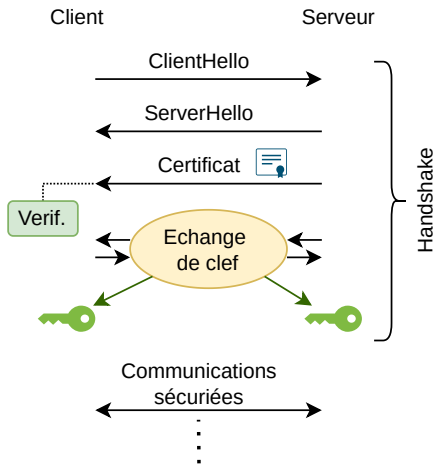 Client
Serveur
ClientHello
ServerHello
Certificat
Verif.
Echange
de clef
Handshake
Communications
sécuriées